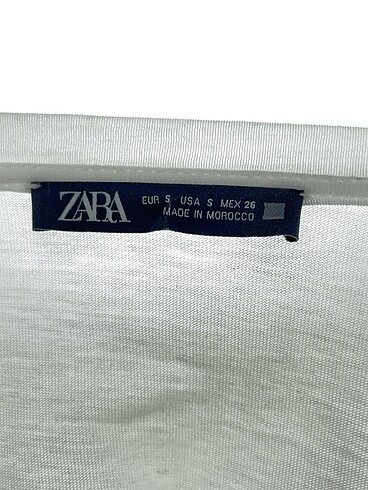 ZARA
EUR S USA S MEX 26
MADE IN MOROCCO